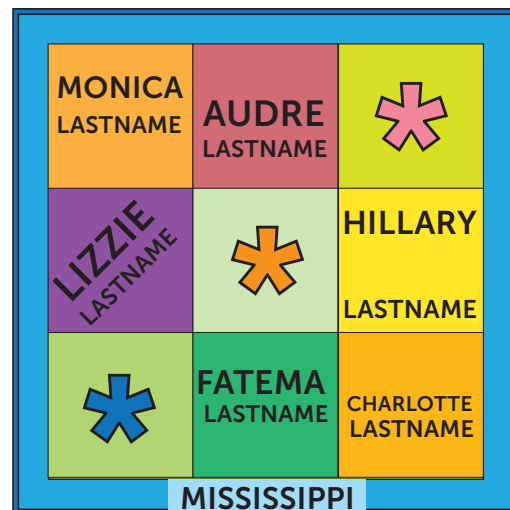 MONICA
LASTNAME
AUDRE
LASTNAME
*
LIZZIE
LASTNAME
*
HILLARY
LASTNAME
*
FATEMA
LASTNAME
CHARLOTTE
LASTNAME
MISSISSIPPI